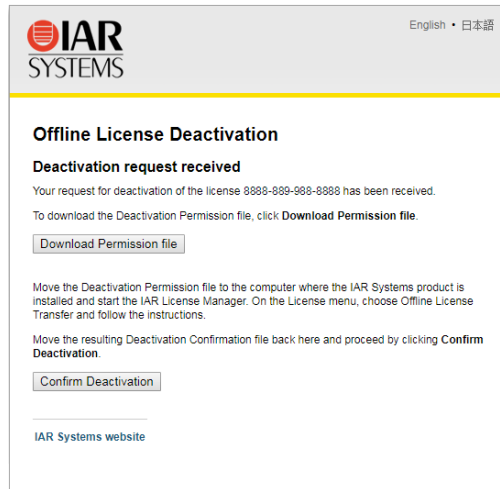 English • 日本語
IAR
SYSTEMS
Offline License Deactivation
Deactivation request received
Your request for deactivation of the license 8888-889-988-8888 has been received.
To download the Deactivation Permission file, click Download Permission file.
Download Permission file
Move the Deactivation Permission file to the computer where the IAR Systems product is
installed and start the IAR License Manager. On the License menu, choose Offline License
Transfer and follow the instructions.
Move the resulting Deactivation Confirmation file back here and proceed by clicking Confirm
Deactivation.
Confirm Deactivation
IAR Systems website